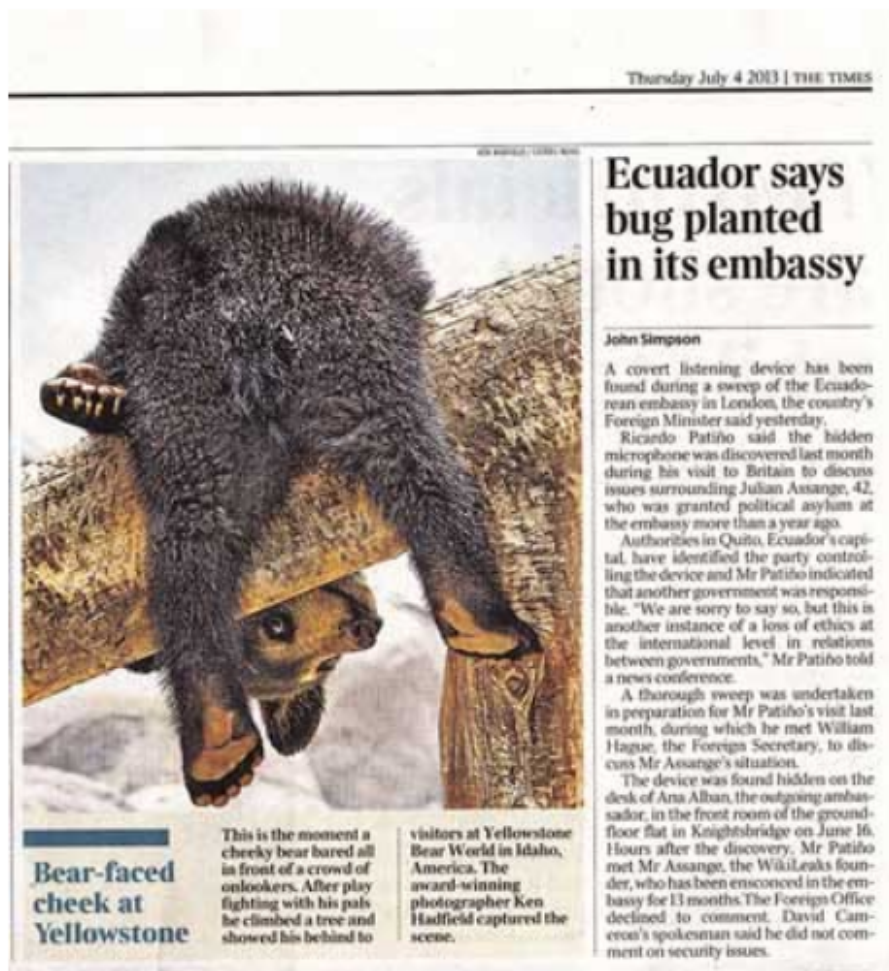 Thursday July 4 2013 | THE TIMES
Ecuador says
bug planted
in its embassy
John Simpson
A covert listening device has been
found during a sweep of the Ecuado-
rean embassy in London, the country's
Foreign Minister said yesterday.
Ricardo Patiño said the hidden
microphone was discovered last month
during his visit to Britain to discuss
issues surrounding Julian Assange, 42,
who was granted political asylum at
the embassy more than a year ago.
Authorities in Quito, Ecuador's capi-
tal, have identified the party control-
ling the device and Mr Patiño indicated
that another government was responsi-
ble. "We are sorry to say so, but this is
another instance of a loss of ethics at
the international level in relations
between governments," Mr Patiño told
a news conference.
A thorough sweep was undertaken
in preparation for Mr Patiño's visit last
month, during which he met William
Hague, the Foreign Secretary, to dis-
cuss Mr Assange's situation.
The device was found hidden on the
desk of Ana Alban, the outgoing ambas-
sador, in the front room of the ground-
floor flat in Knightsbridge on June 16.
Hours after the discovery, Mr Patiño
met Mr Assange, the WikiLeaks foun-
der, who has been ensconced in the em-
bassy for 13 months. The Foreign Office
declined to comment. David Cam-
eron's spokesman said he did not com-
ment on security issues.
Bear-faced
cheek at
Yellowstone
This is the moment a
cheeky bear bared all
in front of a crowd of
onlookers. After play
fighting with his pals
he climbed a tree and
showed his behind to
visitors at Yellowstone
Bear World in Idaho,
America. The
award-winning
photographer Ken
Hadfield captured the
scene.